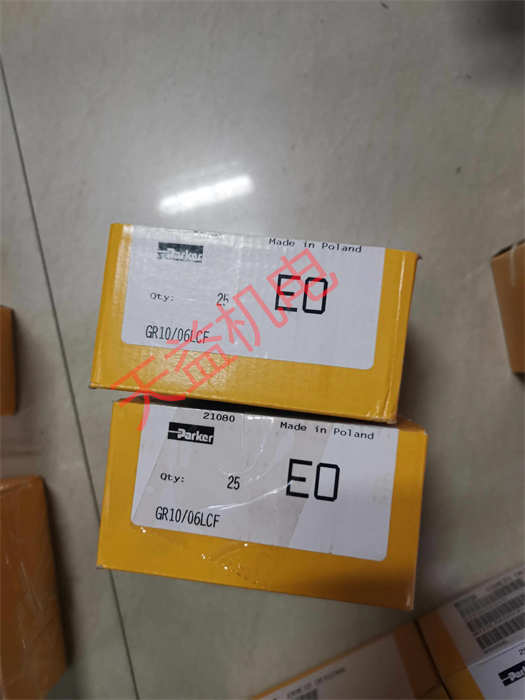 Made in Poland
Parker
Qty: 25
EO
GR10/06LCF
天益机电
21080
Made in Poland
Parker
Qty: 25
EO
GR10/06LCF